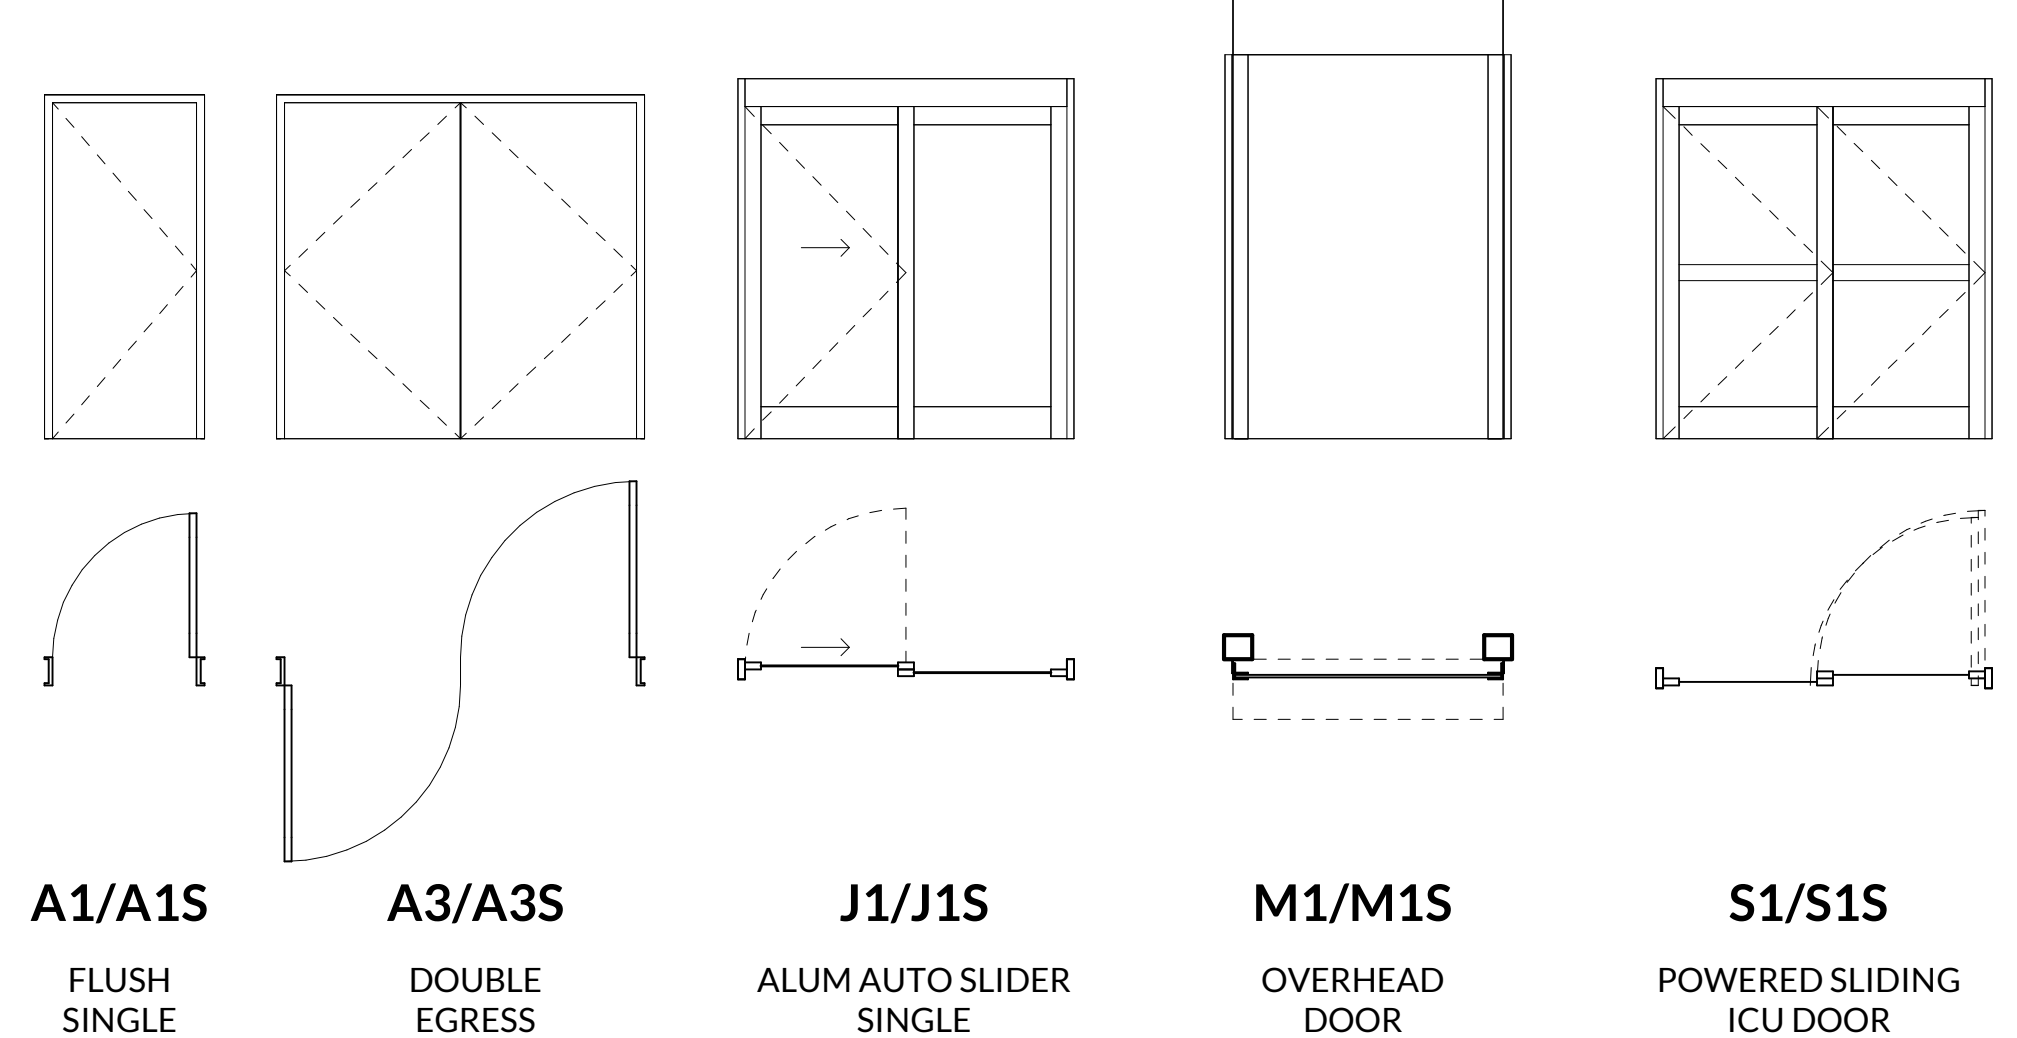 A1/A1S
FLUSH
SINGLE
A3/A3S
DOUBLE
EGRESS
J1/J1S
ALUM AUTO SLIDER
SINGLE
M1/M1S
OVERHEAD
DOOR
S1/S1S
POWERED SLIDING
ICU DOOR